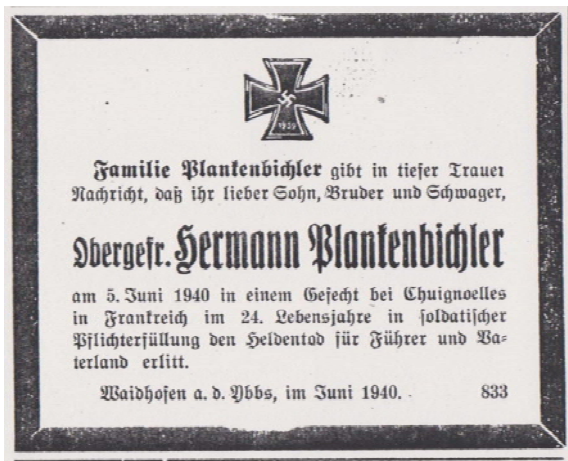 1939
Familie Plankenbichler gibt in tiefer Trauer
Nachricht, daß ihr lieber Sohn, Bruder und Schwager,
Obergefr. Hermann Plankenbichler
am 5. Juni 1940 in einem Gefecht bei Chuignoelles
in Frankreich im 24. Lebensjahre in soldatischer
Pflichterfüllung den Heldentod für Führer und Va-
terland erlitt.
Waidhofen a. d. Ybbs, im Juni 1940. 833